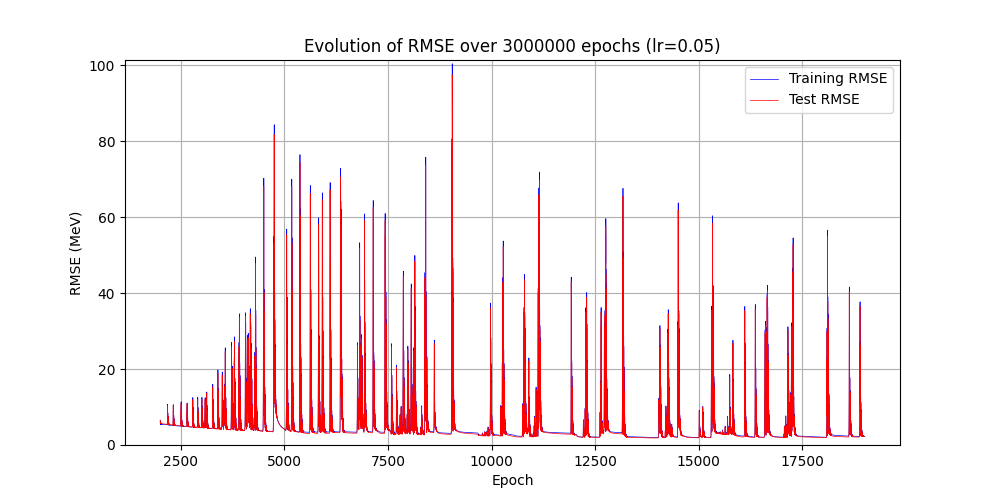 Evolution of RMSE over 3000000 epochs (lr=0.05)
100
80
60
40
20
0
RMSE (MeV)
Training RMSE
Test RMSE
2500
5000
7500
10000
12500
15000
17500
Epoch